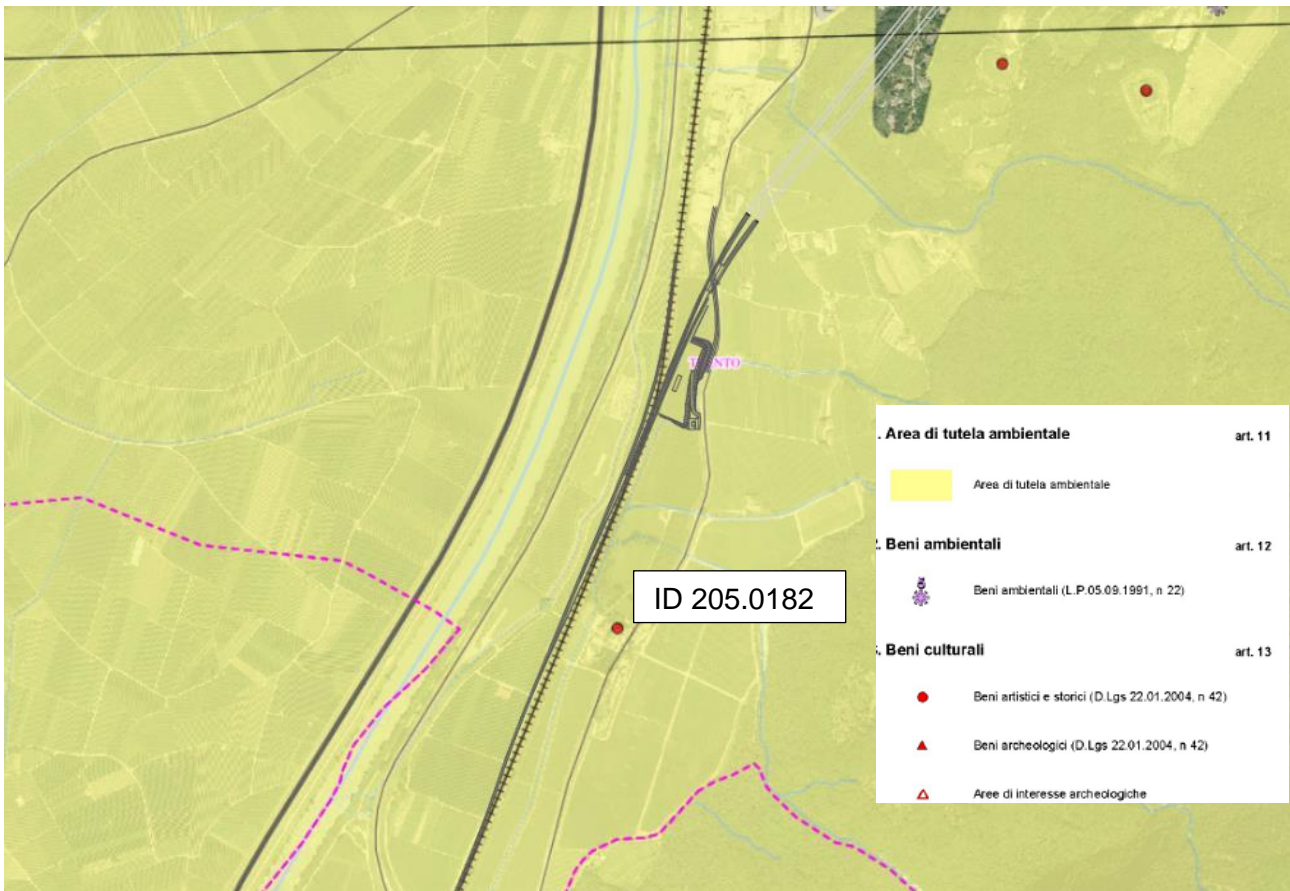 ID 205.0182
. Area di tutela ambientale art. 11
Area di tutela ambientale
. Beni ambientali art. 12
Beni ambientali (L.P.05.09.1991, n 22)
. Beni culturali art. 13
Beni artistici e storici (D.Lgs 22.01.2004, n 42)
Beni archeologici (D.Lgs 22.01.2004, n 42)
Aree di interesse archeologiche